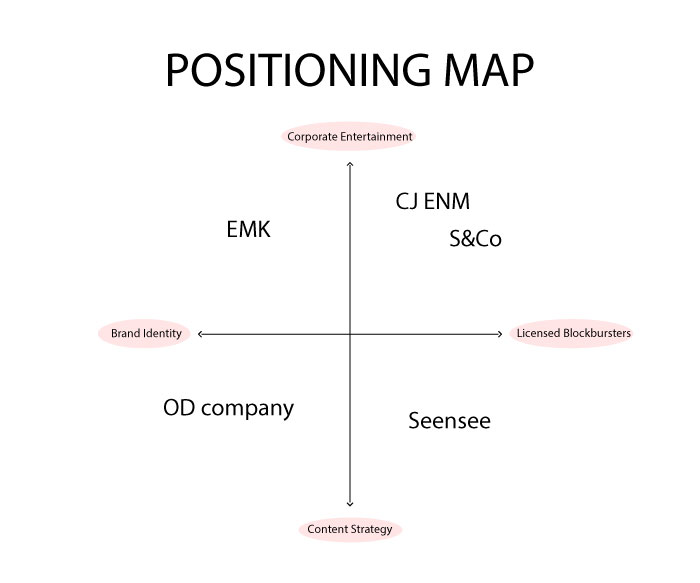 POSITIONING MAP
Corporate Entertainment
CJ ENM
EMK
S&Co
Brand Identity
Licensed Blockbursters
OD company
Seensee
Content Strategy